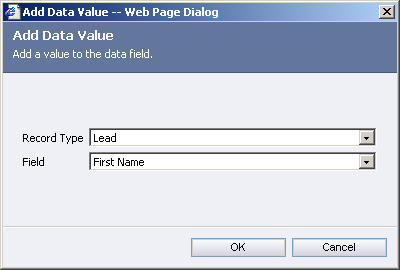 Add Data Value -- Web Page Dialog
Add Data Value
Add a value to the data field.
Record Type Lead
Field First Name
OK Cancel